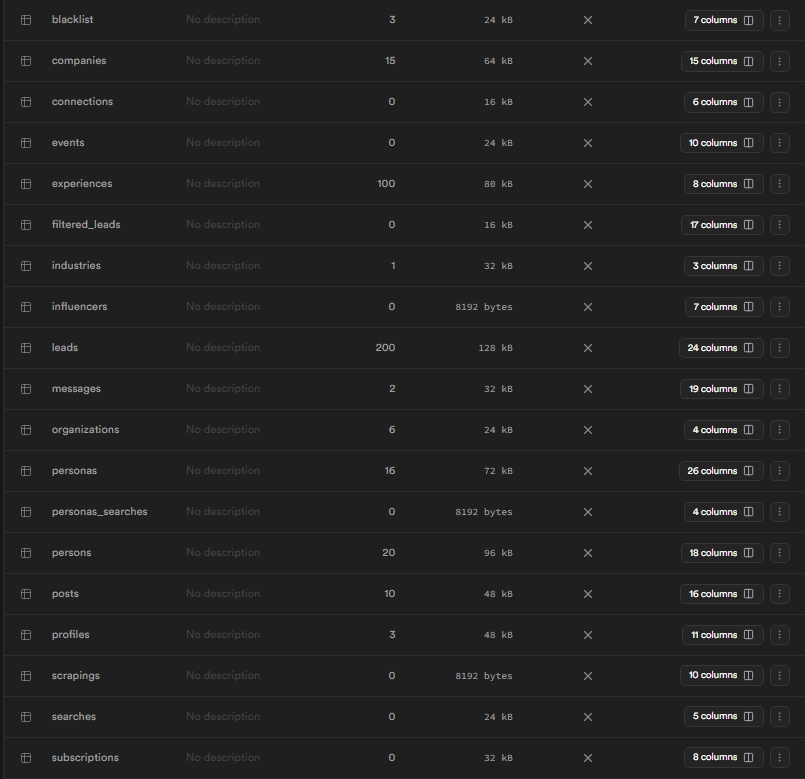 blacklist No description 3 24 kB 7 columns
companies No description 15 64 kB 15 columns
connections No description 0 16 kB 6 columns
events No description 0 24 kB 10 columns
experiences No description 100 80 kB 8 columns
filtered_leads No description 0 16 kB 17 columns
industries No description 1 32 kB 3 columns
influencers No description 0 8192 bytes 7 columns
leads No description 200 128 kB 24 columns
messages No description 2 32 kB 19 columns
organizations No description 6 24 kB 4 columns
personas No description 16 72 kB 26 columns
personas_searches No description 0 8192 bytes 4 columns
persons No description 20 96 kB 18 columns
posts No description 10 48 kB 16 columns
profiles No description 3 48 kB 11 columns
scrapings No description 0 8192 bytes 10 columns
searches No description 0 24 kB 5 columns
subscriptions No description 0 32 kB 8 columns